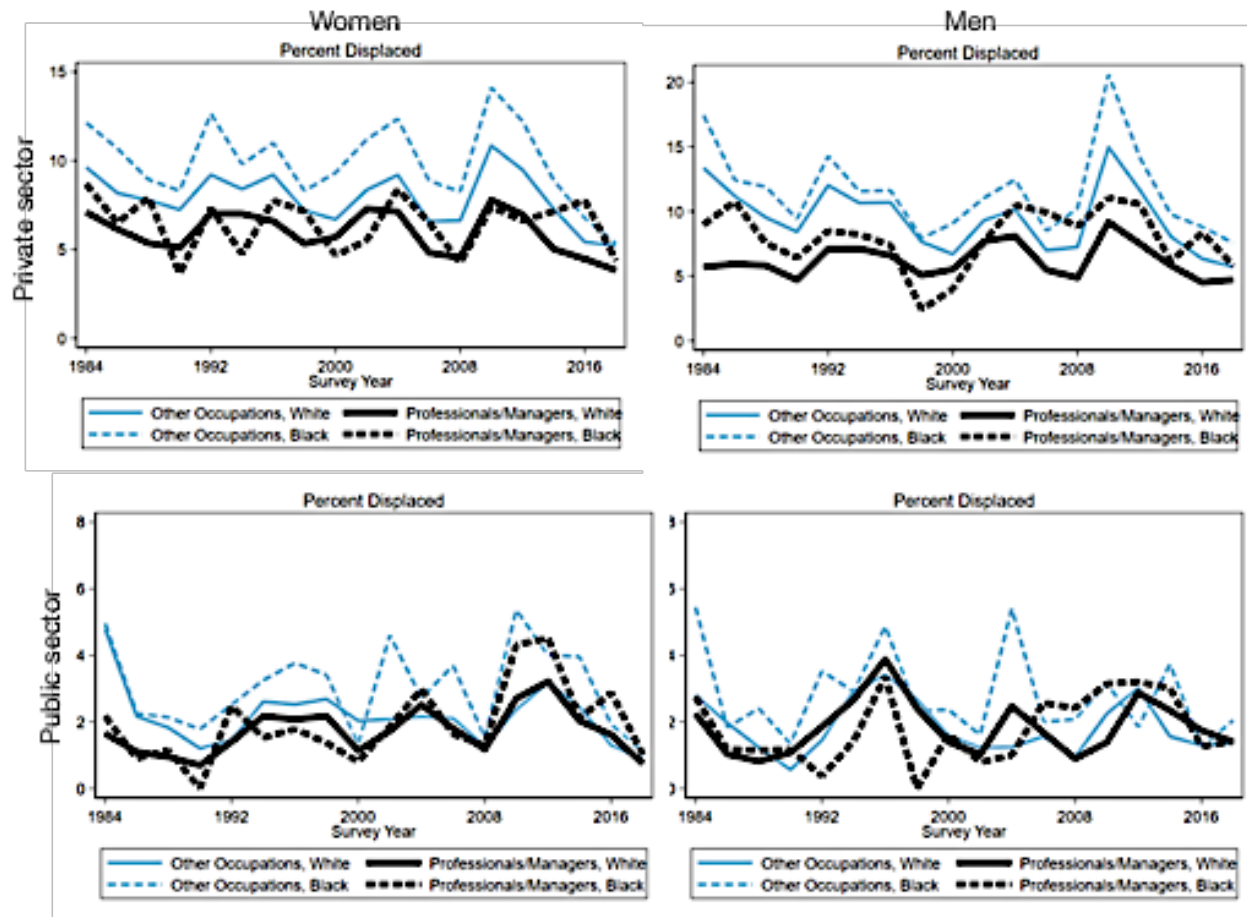 Women
Men
Private sector
Percent Displaced
15
10
5
0
1984
1992
2000
2008
2016
Survey Year
Other Occupations, White
Professionals/Managers, White
Other Occupations, Black
Professionals/Managers, Black
Percent Displaced
20
15
10
5
0
1984
1992
2000
2008
2016
Survey Year
Other Occupations, White
Professionals/Managers, White
Other Occupations, Black
Professionals/Managers, Black
Public sector
Percent Displaced
8
6
4
2
0
1984
1992
2000
2008
2016
Survey Year
Other Occupations, White
Professionals/Managers, White
Other Occupations, Black
Professionals/Managers, Black
Percent Displaced
8
6
4
2
0
1984
1992
2000
2008
2016
Survey Year
Other Occupations, White
Professionals/Managers, White
Other Occupations, Black
Professionals/Managers, Black